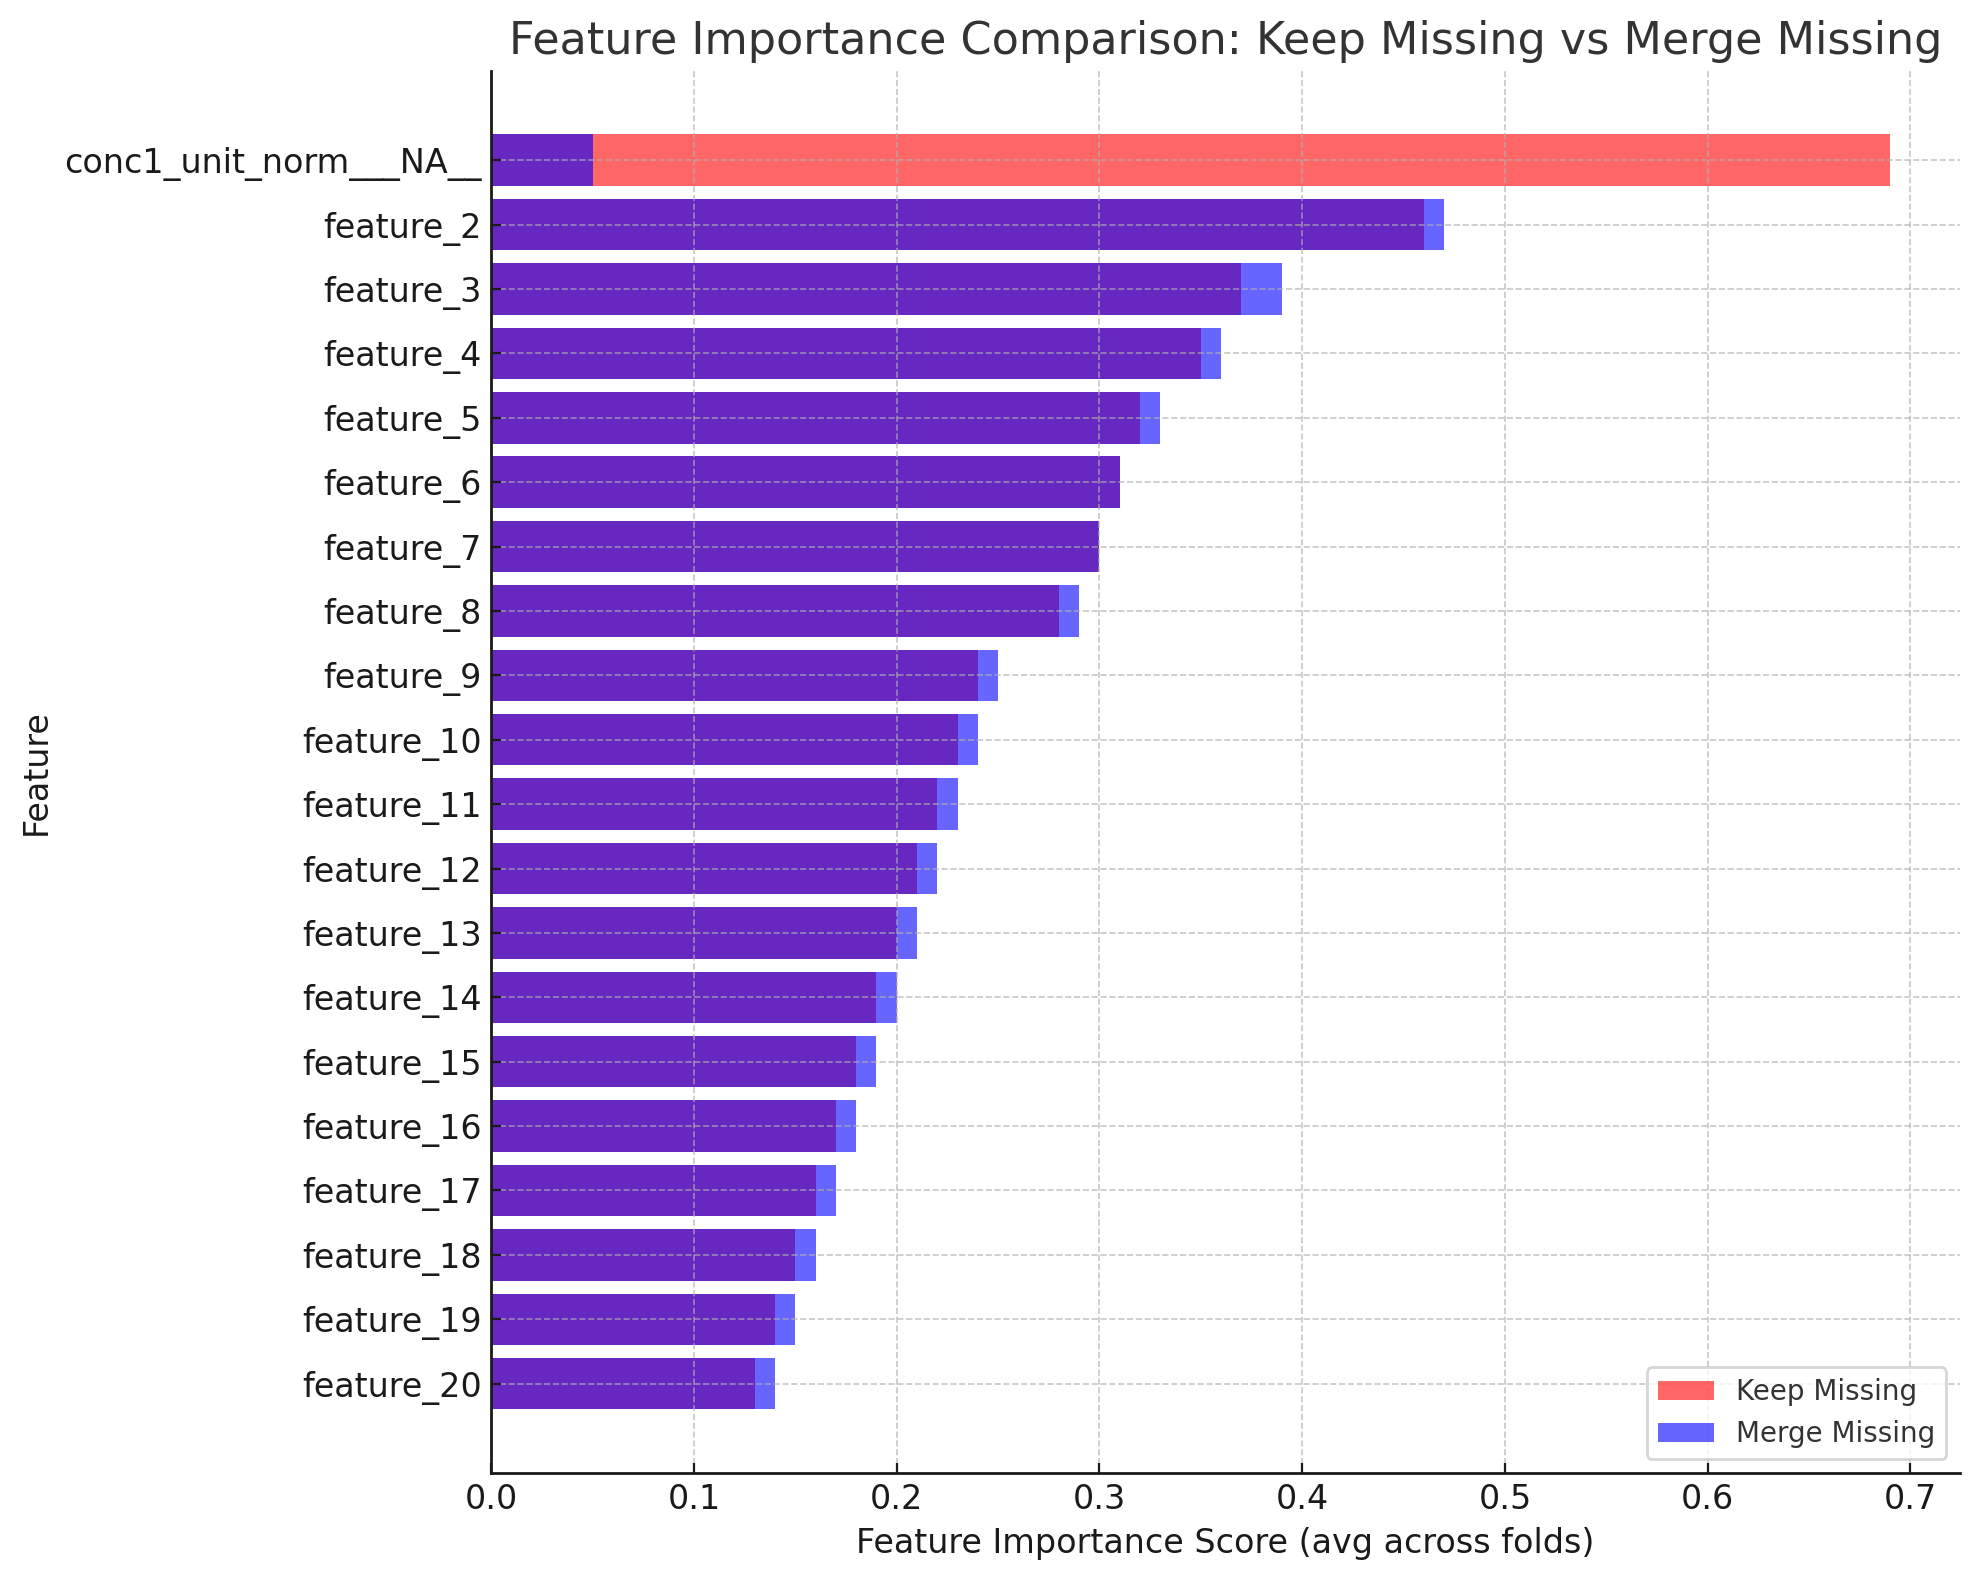 Feature Importance Comparison: Keep Missing vs Merge Missing
conc1_unit_norm___NA__
feature_2
feature_3
feature_4
feature_5
feature_6
feature_7
feature_8
feature_9
feature_10
feature_11
feature_12
feature_13
feature_14
feature_15
feature_16
feature_17
feature_18
feature_19
feature_20
Feature
Keep Missing
Merge Missing
0.0 0.1 0.2 0.3 0.4 0.5 0.6 0.7
Feature Importance Score (avg across folds)